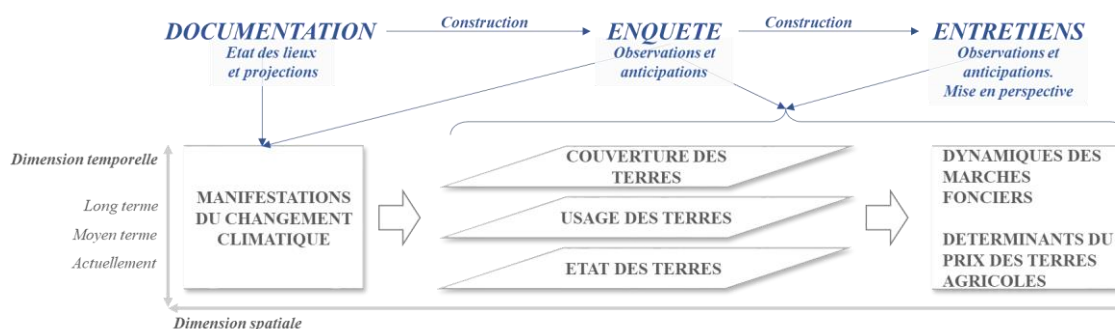 Construction
Construction
DOCUMENTATION
ENQUETE
ENTRETIENS
Etat des lieux
et projections
Observations et
anticipations
Observations et
anticipations.
Mise en perspective
Dimension temporelle
Long terme
Moyen terme
Actuellement
MANIFESTATIONS
DU CHANGEMENT
CLIMATIQUE
COUVERTURE DES
TERRES
USAGE DES TERRES
ETAT DES TERRES
DYNAMIQUES DES
MARCHES
FONCIERS
DETERMINANTS DU
PRIX DES TERRES
AGRICOLES
Dimension spatiale